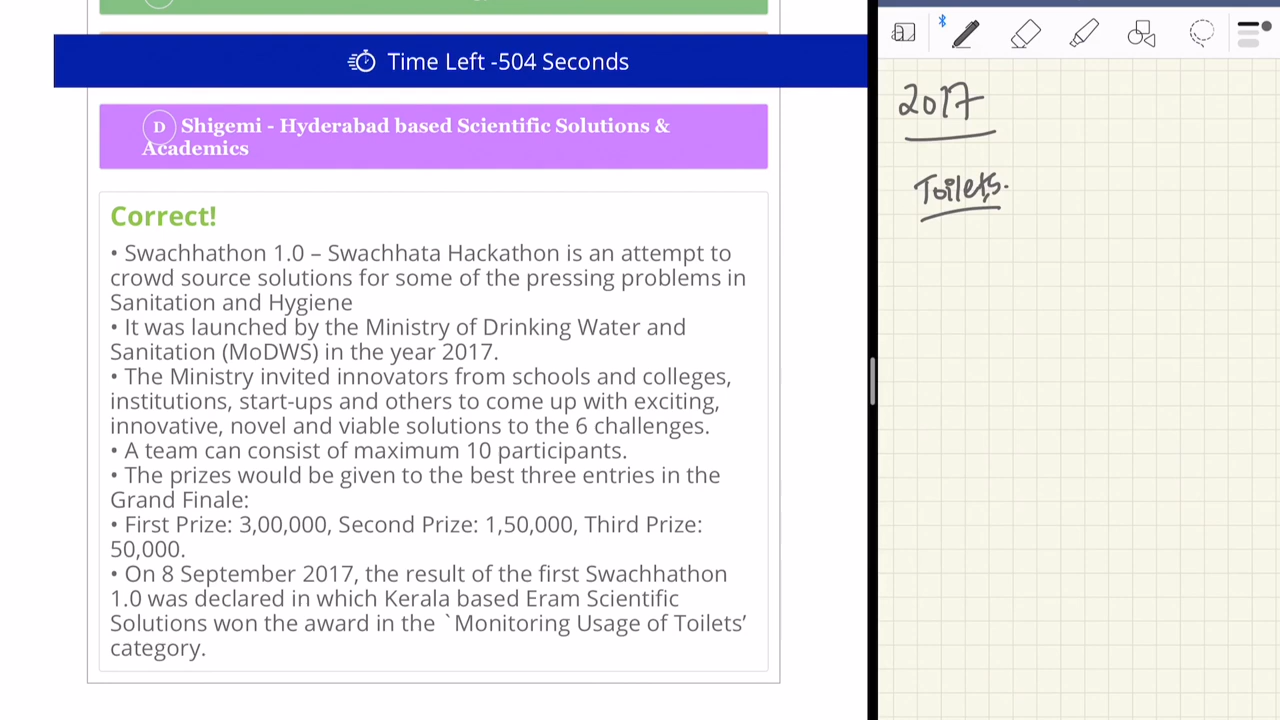 Time Left -504 Seconds
D Shigemi - Hyderabad based Scientific Solutions &
Academics
Correct!
• Swachhathon 1.0 – Swachhata Hackathon is an attempt to
crowd source solutions for some of the pressing problems in
Sanitation and Hygiene
• It was launched by the Ministry of Drinking Water and
Sanitation (MoDWS) in the year 2017.
• The Ministry invited innovators from schools and colleges,
institutions, start-ups and others to come up with exciting,
innovative, novel and viable solutions to the 6 challenges.
• A team can consist of maximum 10 participants.
• The prizes would be given to the best three entries in the
Grand Finale:
• First Prize: 3,00,000, Second Prize: 1,50,000, Third Prize:
50,000.
• On 8 September 2017, the result of the first Swachhathon
1.0 was declared in which Kerala based Eram Scientific
Solutions won the award in the `Monitoring Usage of Toilets’
category.
2017
Toilets.